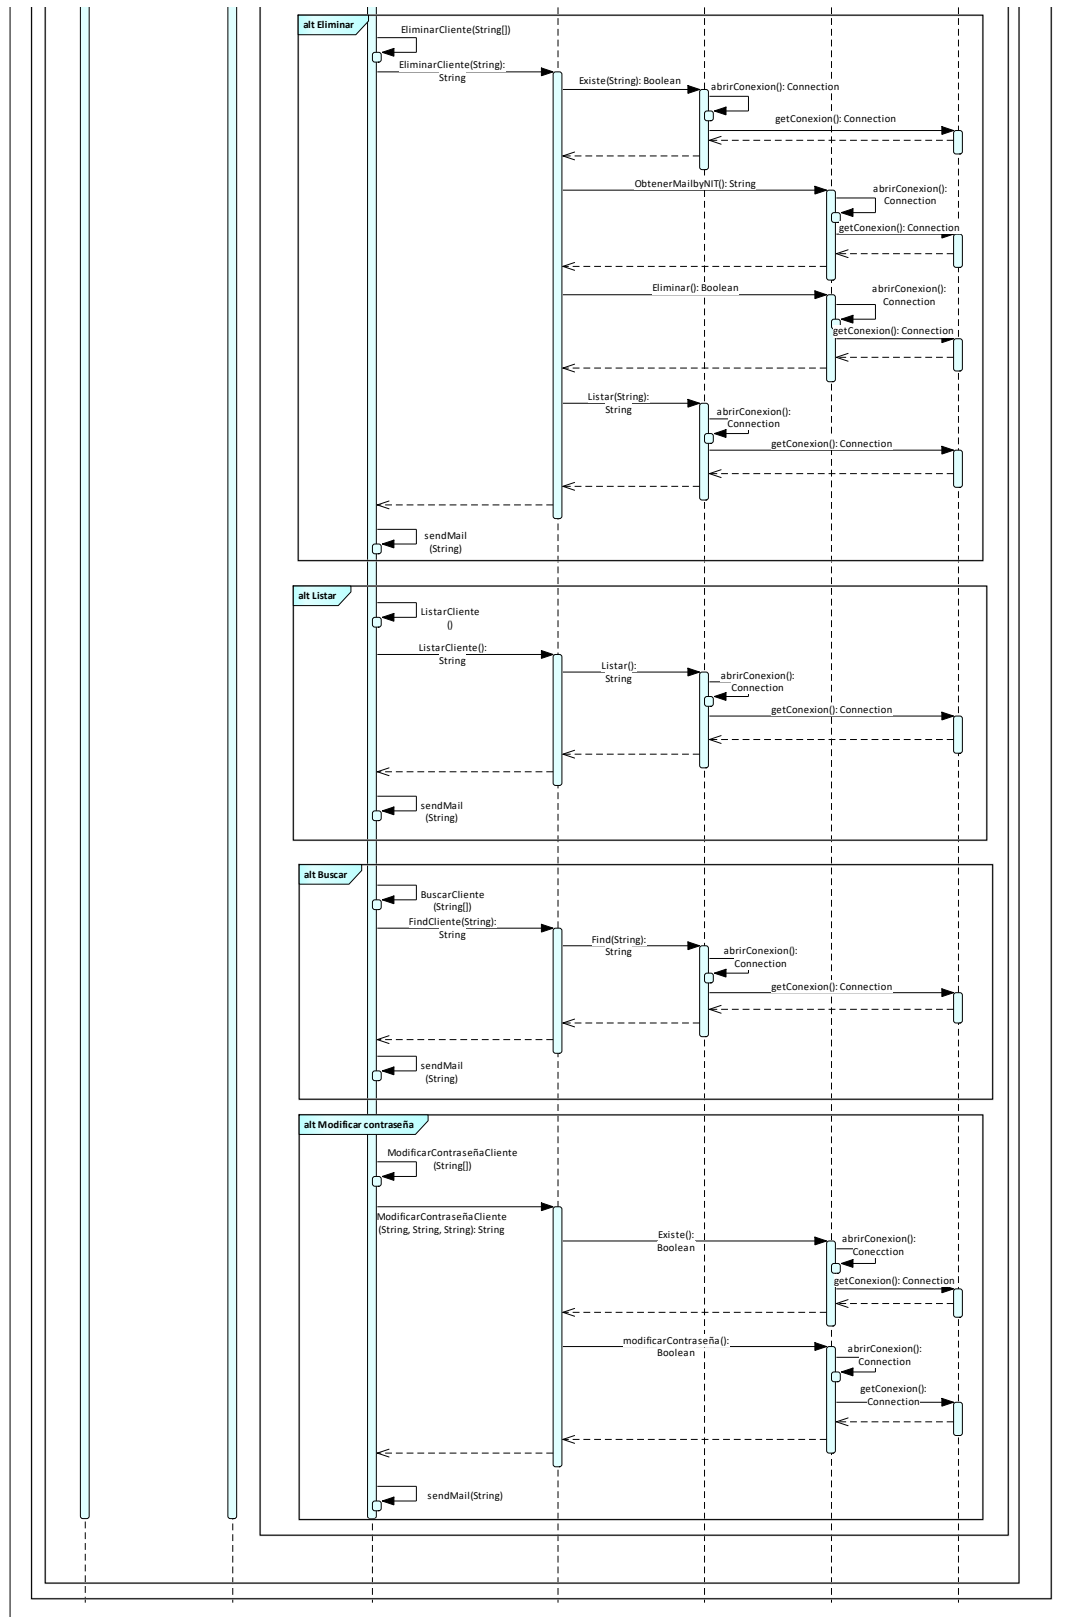 alt Eliminar
EliminarCliente(String[])
EliminarCliente(String):
String
Existe(String): Boolean
abrirConexion(): Connection
getConexion(): Connection
ObtenerMailbyNIT(): String
abrirConexion():
Connection
getConexion(): Connection
Eliminar(): Boolean
abrirConexion():
Connection
getConexion(): Connection
Listar(String):
String
abrirConexion():
Connection
getConexion(): Connection
sendMail
(String)
alt Listar
ListarCliente
()
ListarCliente():
String
Listar():
String
abrirConexion():
Connection
getConexion(): Connection
sendMail
(String)
alt Buscar
BuscarCliente
(String[])
FindCliente(String):
String
Find(String):
String
abrirConexion():
Connection
getConexion(): Connection
sendMail
(String)
alt Modificar contraseña
ModificarContraseñaCliente
(String[])
ModificarContraseñaCliente
(String, String, String): String
Existe():
Boolean
abrirConexion():
Conecction
getConexion(): Connection
modificarContraseña():
Boolean
abrirConexion():
Connection
getConexion():
Connection
sendMail(String)